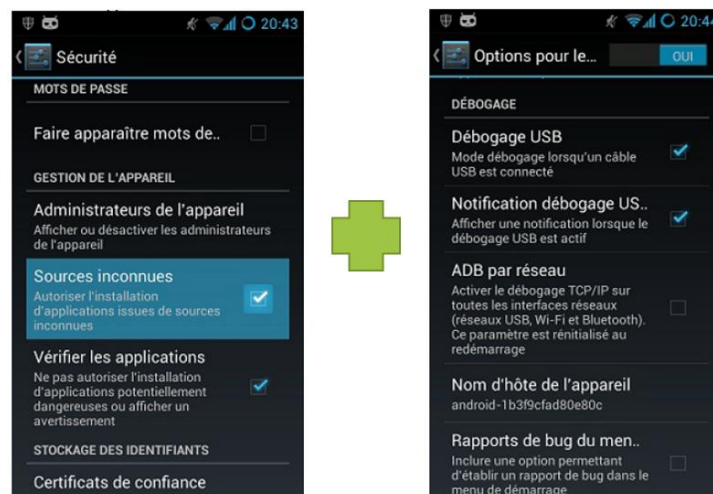 20:43
Sécurité
MOTS DE PASSE
Faire apparaître mots de..
GESTION DE L'APPAREIL
Administrateurs de l'appareil
Afficher ou désactiver les administrateurs
de l'appareil
Sources inconnues
Autoriser l'installation
d'applications issues de sources
inconnues
Vérifier les applications
Ne pas autoriser l'installation
d'applications potentiellement
dangereuses ou afficher un
avertissement
STOCKAGE DES IDENTIFIANTS
Certificats de confiance
20:44
Options pour le...
OUI
DÉBOGAGE
Débogage USB
Mode débogage lorsqu'un câble
USB est connecté
Notification débogage US..
Afficher une notification lorsque le
débogage USB est actif
ADB par réseau
Activer le débogage TCP/IP sur
toutes les interfaces réseaux
(réseaux USB, Wi-Fi et Bluetooth).
Ce paramètre est rénitialisé au
redémarrage
Nom d'hôte de l'appareil
android-1b3f9cfad80e80c
Rapports de bug du men..
Inclure une option permettant
d'établir un rapport de bug dans le
menu de démarrage